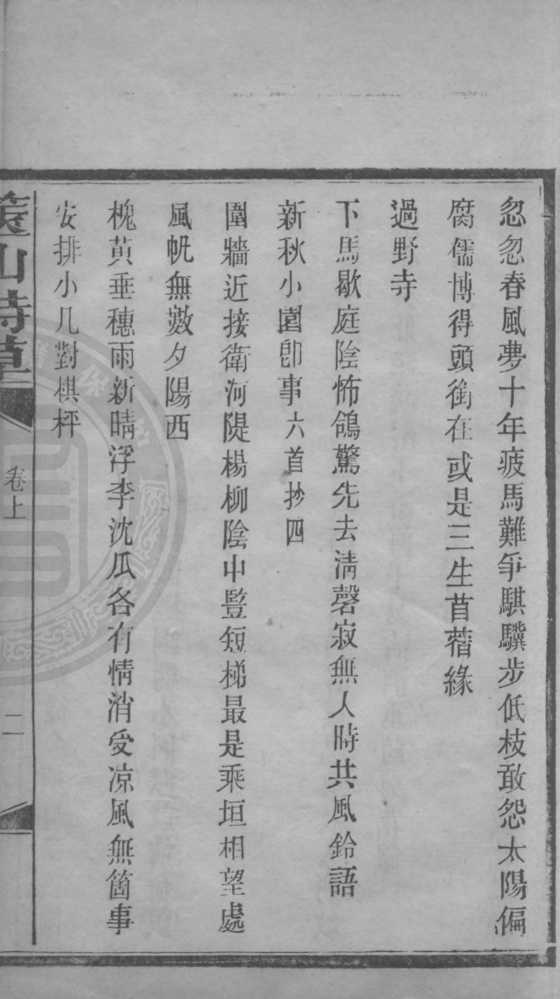 忽忽春風夢十年疲馬難爭騏驥步低枝敢怨太陽偏
腐儒博得頭銜在或是三生苜蓿緣
過野寺
下馬歇庭陰怖鴿驚先去淸磬寂無人時共風鈴語
新秋小園卽事六首抄四
圍牆近接衛河隄楊柳陰中豎短梯最是乘垣相望處
風帆無數夕陽西
槐黃垂穗雨新晴浮李沈瓜各有情消受凉風無箇事
安排小几對棋枰
山詩草
卷上
二